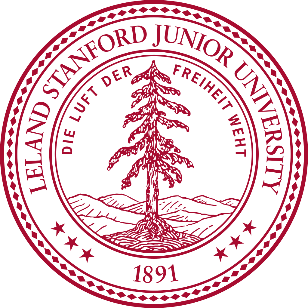 LELAND STANFORD JUNIOR UNIVERSITY
DIE LUFT DER FREIHEIT WEHT
1891